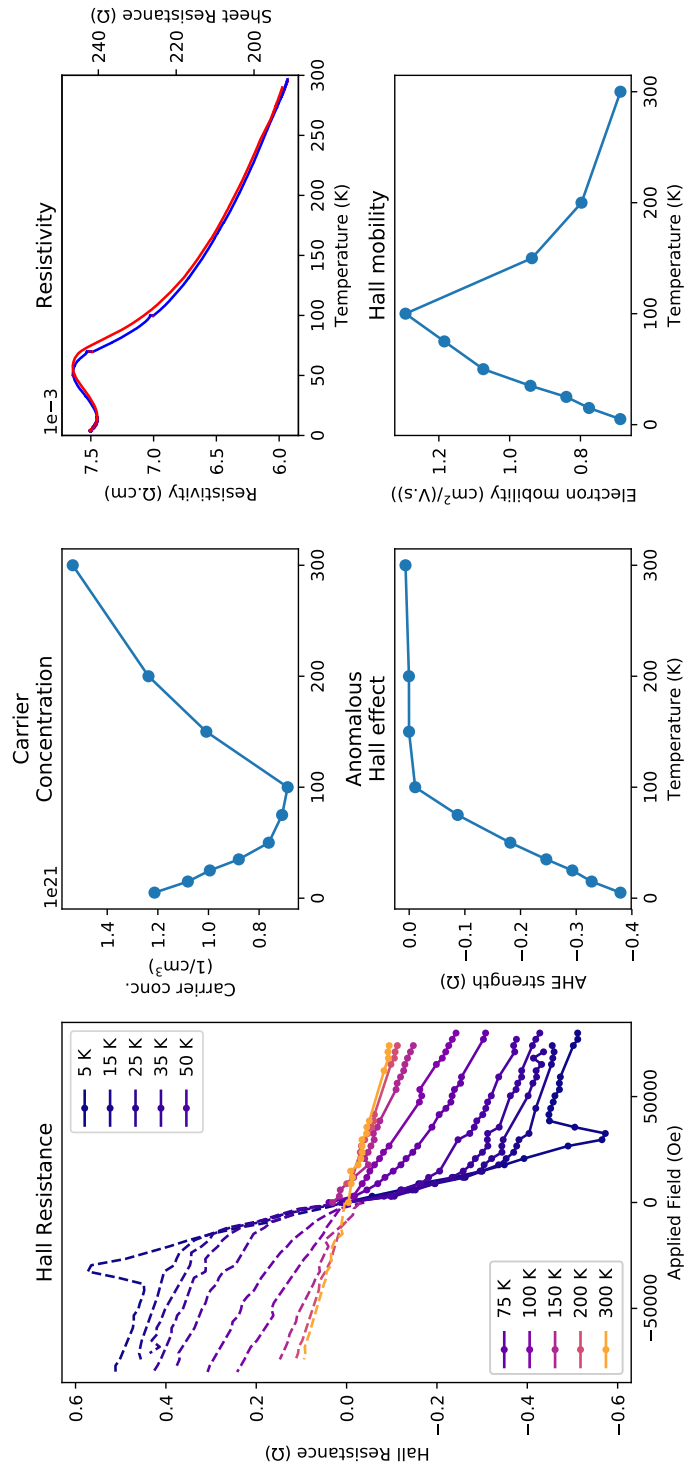 Hall Resistance
Hall Resistance (Ω)
0.6
0.4
0.2
0.0
−0.2
−0.4
−0.6
−50000
0
50000
Applied Field (Oe)
5 K
15 K
25 K
35 K
50 K
75 K
100 K
150 K
200 K
300 K
Carrier
Concentration
1e21
Carrier conc.
(1/cm³)
1.4
1.2
1.0
0.8
0
100
200
300
Resistivity
1e−3
Resistivity (Ω.cm)
7.5
7.0
6.5
6.0
0
50
100
150
200
250
300
Temperature (K)
Sheet Resistance
(Ω)
240
220
200
Anomalous
Hall effect
AHE strength (Ω)
0.0
−0.1
−0.2
−0.3
−0.4
0
100
200
300
Temperature (K)
Hall mobility
Electron mobility (cm²/(V.s))
1.2
1.0
0.8
0
100
200
300
Temperature (K)